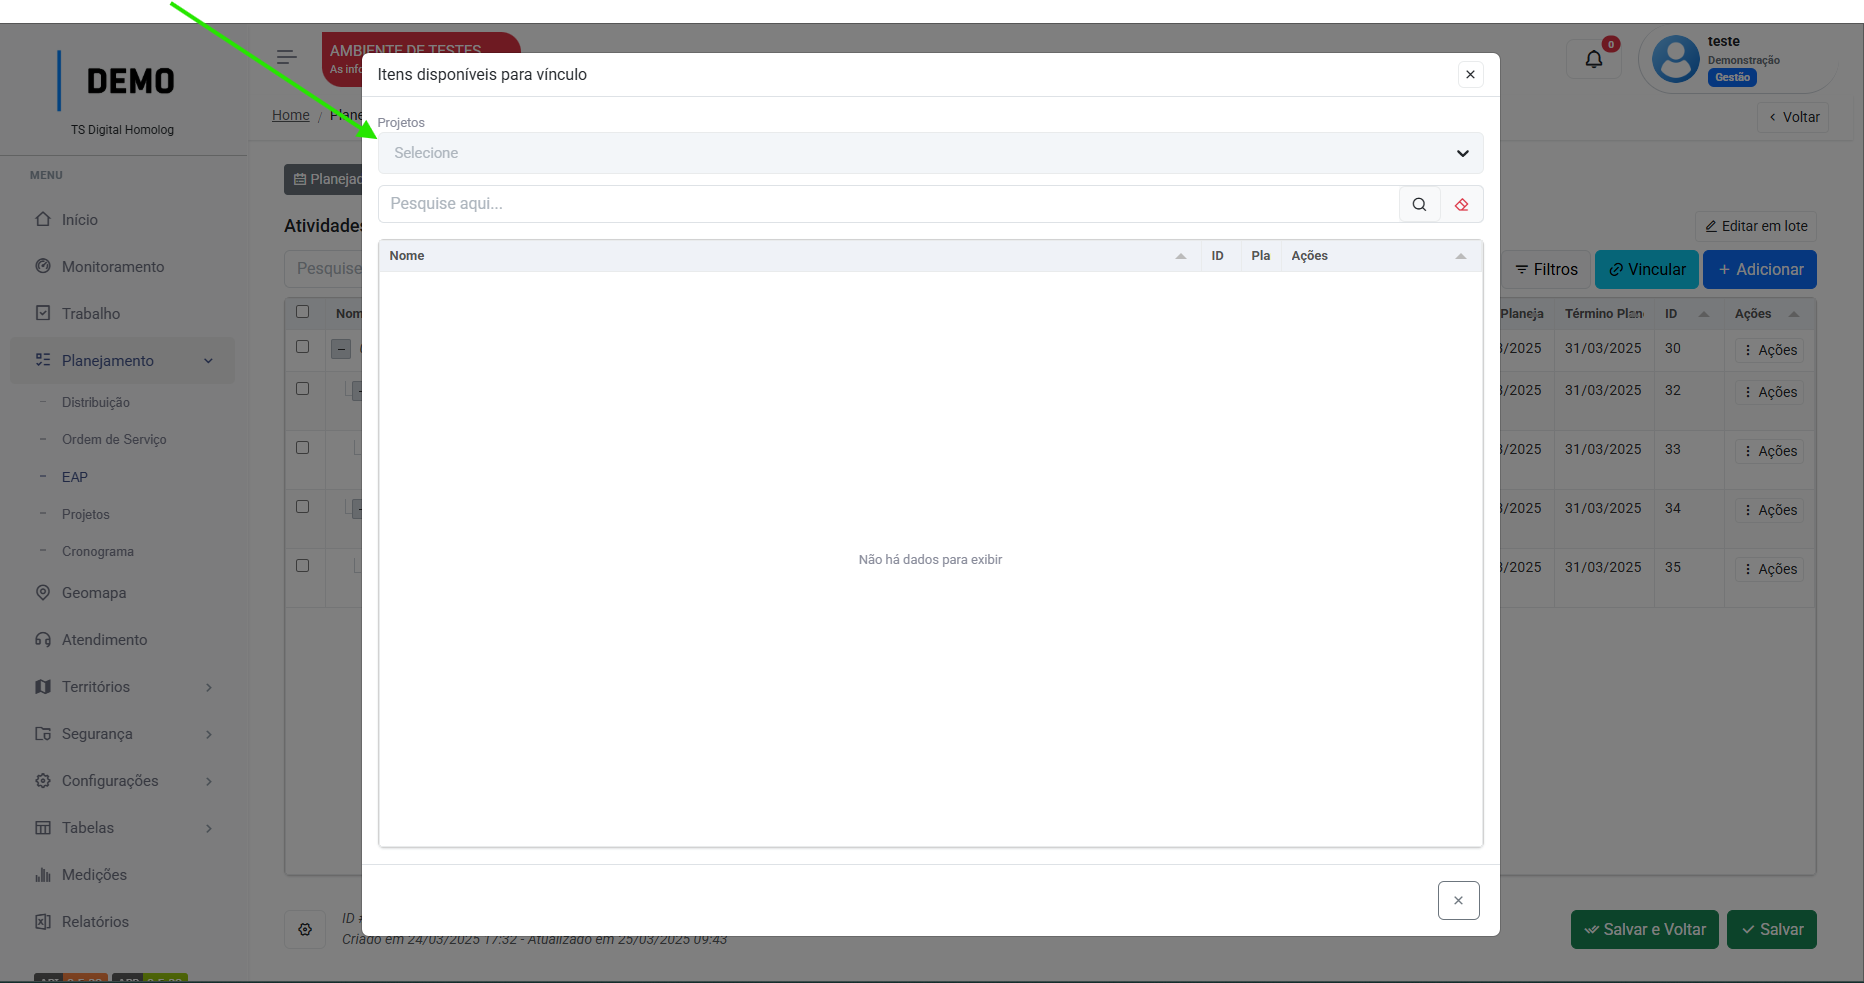 DEMO
TS Digital Homolog
MENU
Início
Monitoramento
Trabalho
Planejamento
Distribuição
Ordem de Serviço
EAP
Projetos
Cronograma
Geomapa
Atendimento
Territórios
Segurança
Configurações
Tabelas
Medições
Relatórios
AMBIENTE DE TESTES
As info
0
teste
Demonstração
Gestão
Home / Plane
Voltar
Planejad
Atividades
Editar em lote
Pesquise
Filtros
Vincular
+ Adicionar
Nom
Planeja
Término Plan
ID
Ações
/2025 31/03/2025 30 Ações
/2025 31/03/2025 32 Ações
/2025 31/03/2025 33 Ações
/2025 31/03/2025 34 Ações
/2025 31/03/2025 35 Ações
Itens disponíveis para vínculo
Projetos
Selecione
Pesquise aqui...
Nome ID Pla Ações
Não há dados para exibir
ID
Criado em 24/03/2025 17:32 - Atualizado em 25/03/2025 09:43
Salvar e Voltar
Salvar